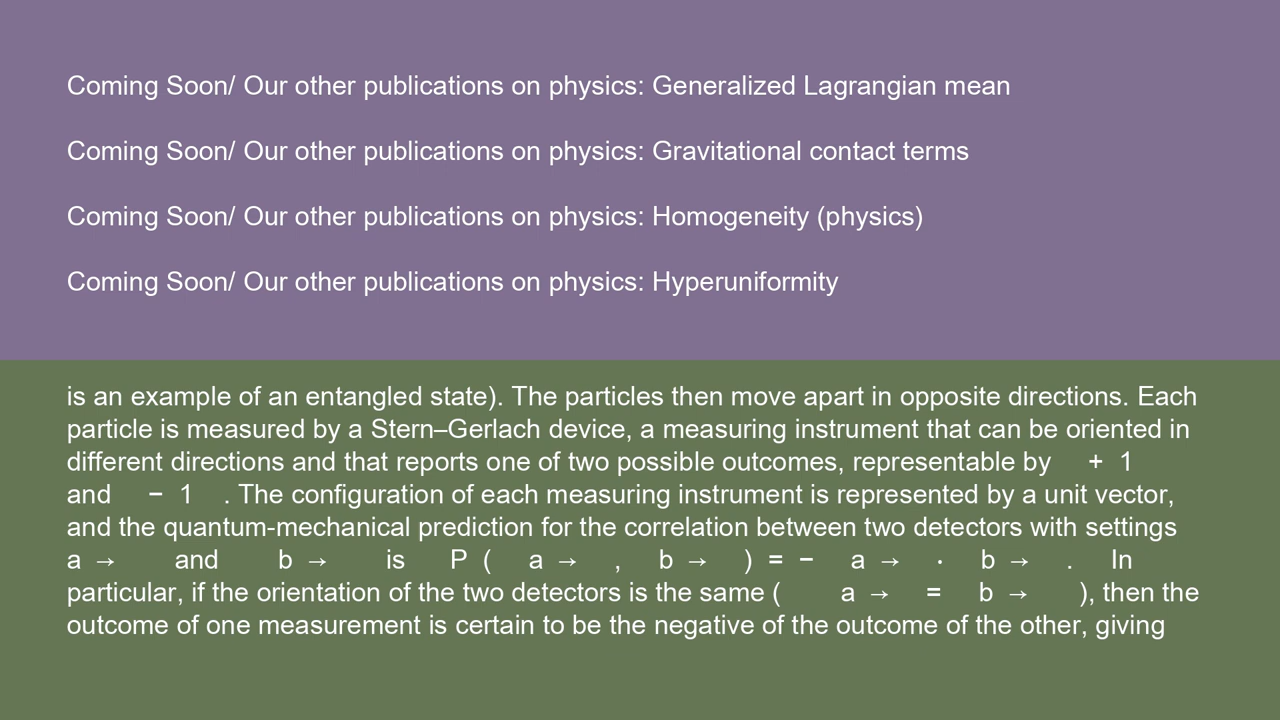 Coming Soon/ Our other publications on physics: Generalized Lagrangian mean
Coming Soon/ Our other publications on physics: Gravitational contact terms
Coming Soon/ Our other publications on physics: Homogeneity (physics)
Coming Soon/ Our other publications on physics: Hyperuniformity
is an example of an entangled state). The particles then move apart in opposite directions. Each
particle is measured by a Stern–Gerlach device, a measuring instrument that can be oriented in
different directions and that reports one of two possible outcomes, representable by + 1
and − 1 . The configuration of each measuring instrument is represented by a unit vector,
and the quantum-mechanical prediction for the correlation between two detectors with settings
a → and b → is P ( a → , b → ) = − a → ⋅ b → . In
particular, if the orientation of the two detectors is the same ( a → = b → ), then the
outcome of one measurement is certain to be the negative of the outcome of the other, giving